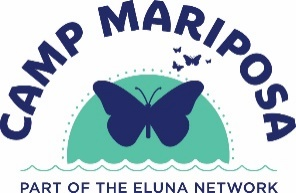 CAMP MARIPOSA
PART OF THE ELUNA NETWORK